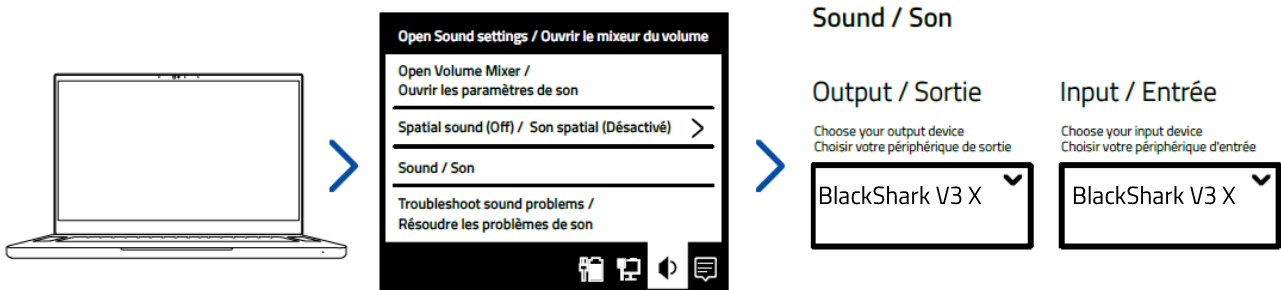 Open Sound settings / Ouvrir le mixeur du volume
Open Volume Mixer /
Ouvrir les paramètres de son
Spatial sound (Off) / Son spatial (Désactivé)
Sound / Son
Troubleshoot sound problems /
Résoudre les problèmes de son
Sound / Son
Output / Sortie
Choose your output device
Choisir votre périphérique de sortie
BlackShark V3 X
Input / Entrée
Choose your input device
Choisir votre périphérique d'entrée
BlackShark V3 X